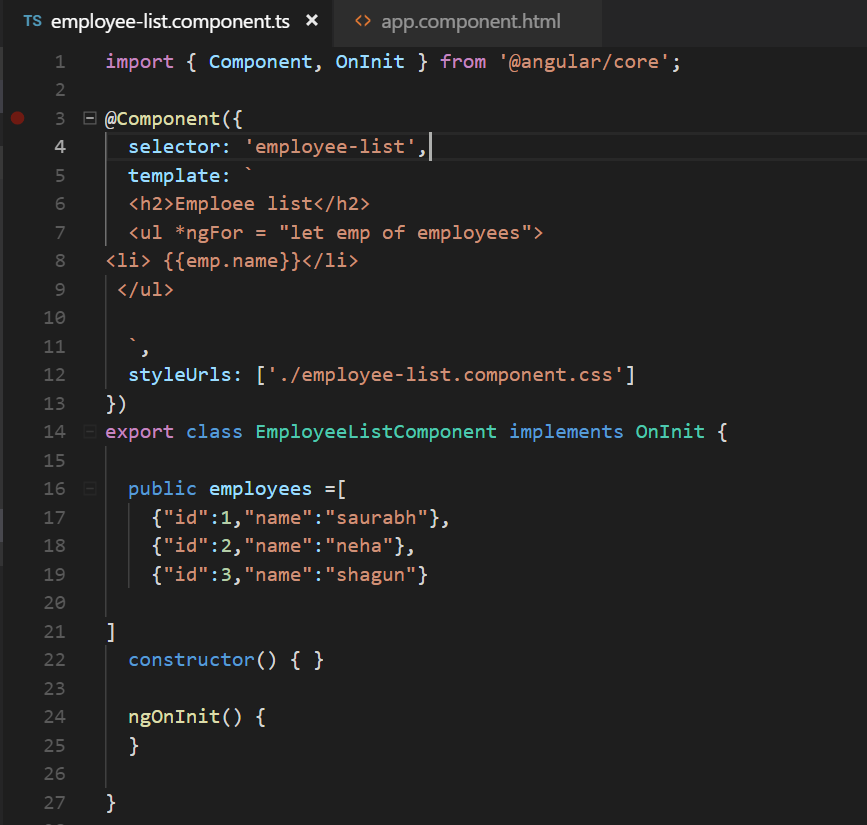 TS employee-list.component.ts × <> app.component.html
1 import { Component, OnInit } from '@angular/core';
2
3 @Component({
4   selector: 'employee-list',
5   template: `
6   <h2>Emploee list</h2>
7   <ul *ngFor = "let emp of employees">
8 <li> {{emp.name}}</li>
9  </ul>
10
11   `,
12   styleUrls: ['./employee-list.component.css']
13 })
14 export class EmployeeListComponent implements OnInit {
15
16   public employees =[
17     {"id":1,"name":"saurabh"},
18     {"id":2,"name":"neha"},
19     {"id":3,"name":"shagun"}
20
21 ]
22   constructor() { }
23
24   ngOnInit() {
25   }
26
27 }